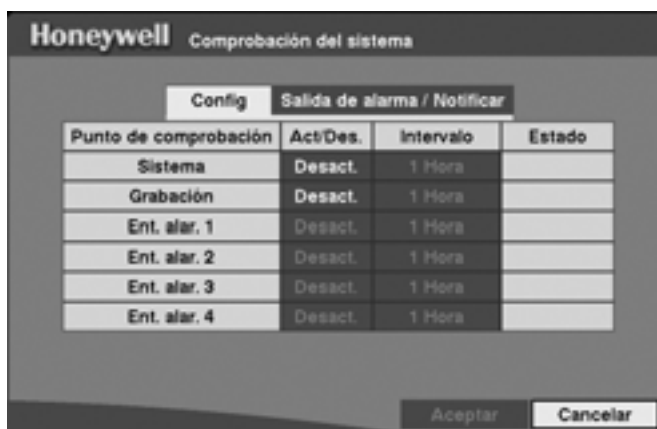 Honeywell Comprobación del sistema
Config Salida de alarma / Notificar
Punto de comprobación Act/Des. Intervalo Estado
Sistema Desact. 1 Hora
Grabación Desact. 1 Hora
Ent. alar. 1 Desact. 1 Hora
Ent. alar. 2 Desact. 1 Hora
Ent. alar. 3 Desact. 1 Hora
Ent. alar. 4 Desact. 1 Hora
Aceptar Cancelar